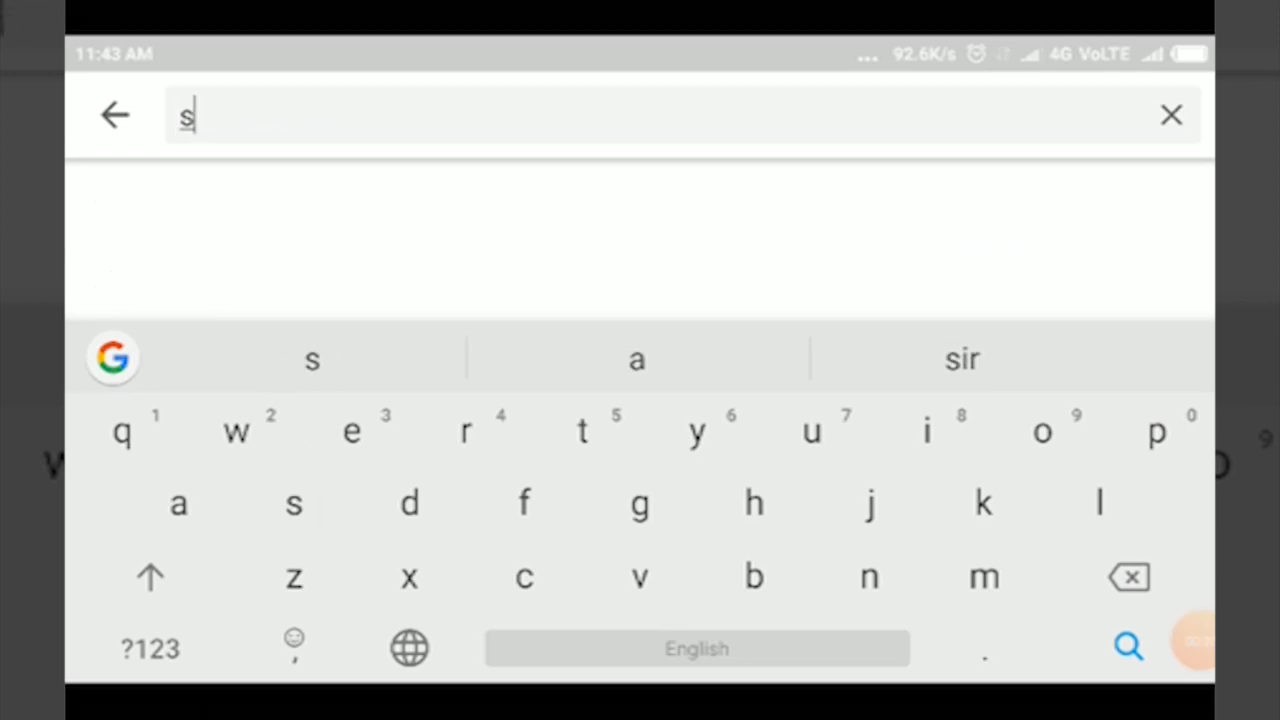 11:43 AM ... 92.6K/s 4G VoLTE
s
G s a sir
q 1 w 2 e 3 r 4 t 5 y 6 u 7 i 8 o 9 p 0
a s d f g h j k l
z x c v b n m
?123 , English .